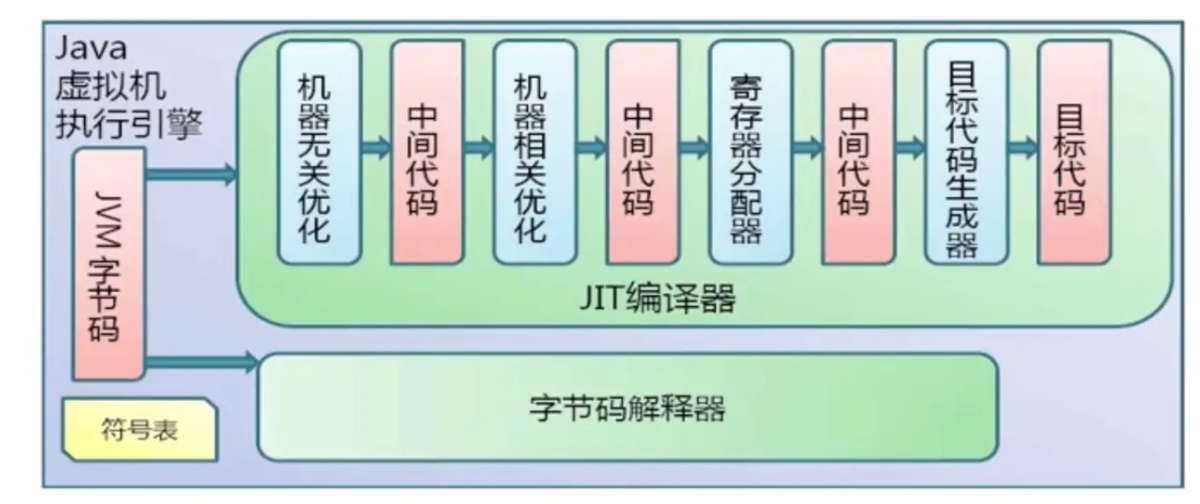 Java
虚拟机
执行引擎
JVM字节码
机器无关优化
中间代码
机器相关优化
中间代码
寄存器分配器
中间代码
目标代码生成器
目标代码
JIT编译器
字节码解释器
符号表